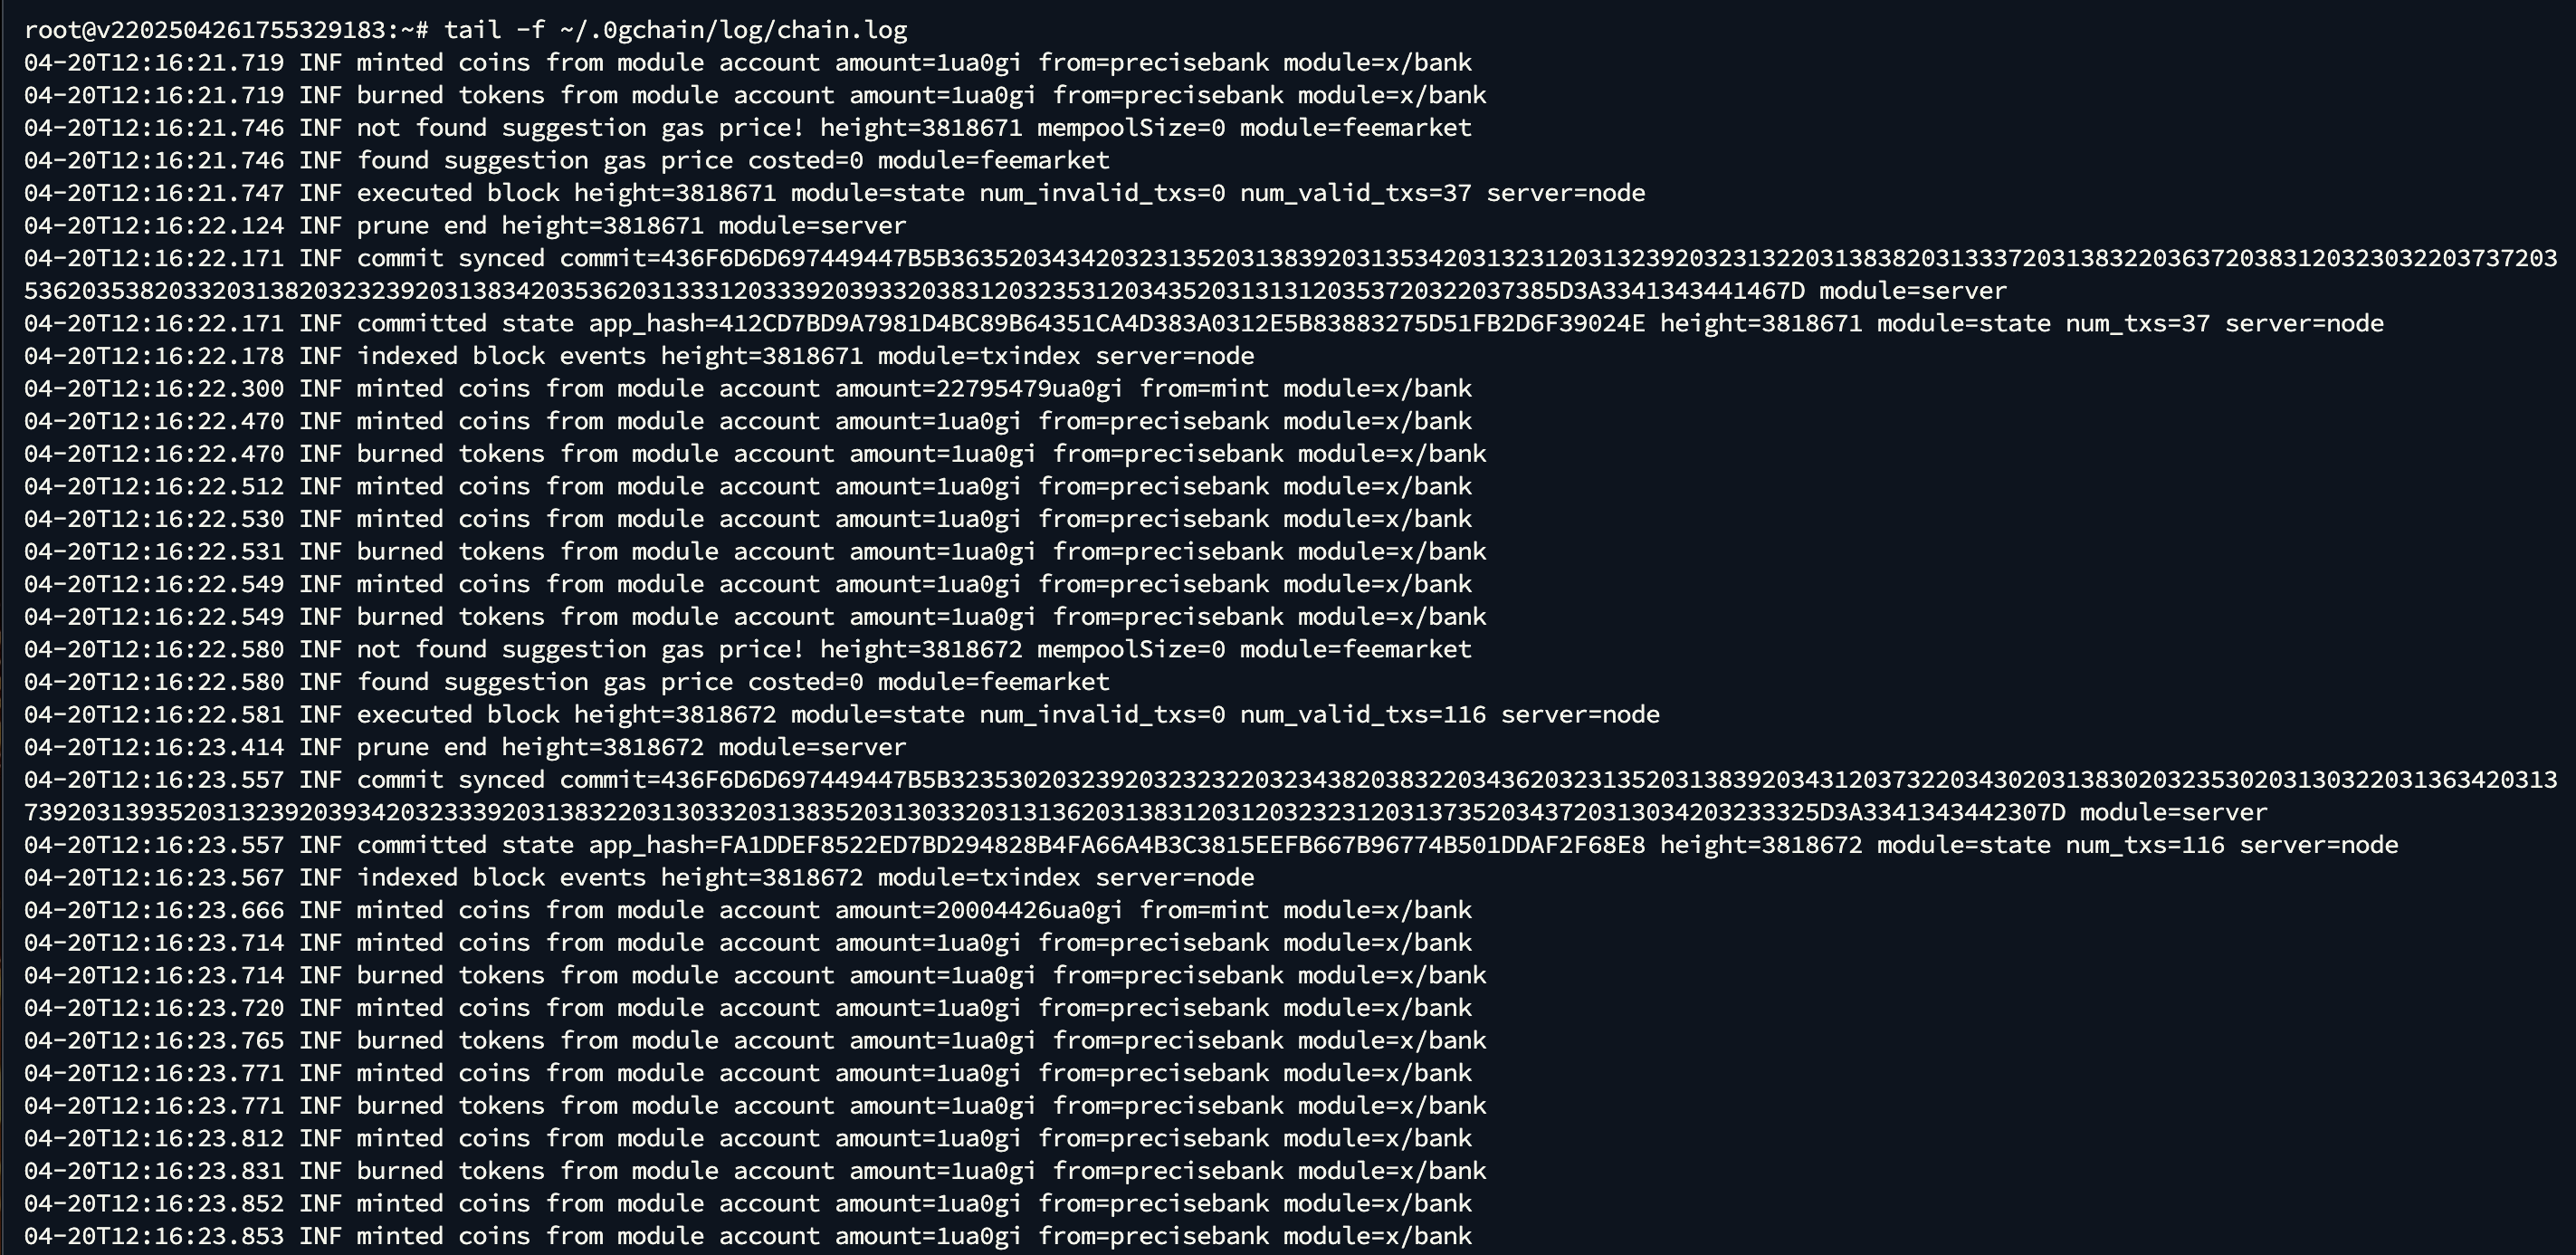 root@v2202504261755329183:~# tail -f ~/.0gchain/log/chain.log
04-20T12:16:21.719 INF minted coins from module account amount=1ua0gi from=precisebank module=x/bank
04-20T12:16:21.719 INF burned tokens from module account amount=1ua0gi from=precisebank module=x/bank
04-20T12:16:21.746 INF not found suggestion gas price! height=3818671 mempoolSize=0 module=feemarket
04-20T12:16:21.746 INF found suggestion gas price costed=0 module=feemarket
04-20T12:16:21.747 INF executed block height=3818671 module=state num_invalid_txs=0 num_valid_txs=37 server=node
04-20T12:16:22.124 INF prune end height=3818671 module=server
04-20T12:16:22.171 INF commit synced commit=436F6D6D697449447B5B363520343420323135203138392031353420313231203132392032313220313838203133372031383220363720383120323032203737203
5362035382033203138203232392031383420353620313331203339203933203831203235312034352031313120353720322037385D3A3341343441467D module=server
04-20T12:16:22.171 INF committed state app_hash=412CD7BD9A7981D4BC89B64351CA4D383A0312E5B83883275D51FB2D6F39024E height=3818671 module=state num_txs=37 server=node
04-20T12:16:22.178 INF indexed block events height=3818671 module=txindex server=node
04-20T12:16:22.300 INF minted coins from module account amount=22795479ua0gi from=mint module=x/bank
04-20T12:16:22.470 INF minted coins from module account amount=1ua0gi from=precisebank module=x/bank
04-20T12:16:22.470 INF burned tokens from module account amount=1ua0gi from=precisebank module=x/bank
04-20T12:16:22.512 INF minted coins from module account amount=1ua0gi from=precisebank module=x/bank
04-20T12:16:22.530 INF minted coins from module account amount=1ua0gi from=precisebank module=x/bank
04-20T12:16:22.531 INF burned tokens from module account amount=1ua0gi from=precisebank module=x/bank
04-20T12:16:22.549 INF minted coins from module account amount=1ua0gi from=precisebank module=x/bank
04-20T12:16:22.549 INF burned tokens from module account amount=1ua0gi from=precisebank module=x/bank
04-20T12:16:22.580 INF not found suggestion gas price! height=3818672 mempoolSize=0 module=feemarket
04-20T12:16:22.580 INF found suggestion gas price costed=0 module=feemarket
04-20T12:16:22.581 INF executed block height=3818672 module=state num_invalid_txs=0 num_valid_txs=116 server=node
04-20T12:16:23.414 INF prune end height=3818672 module=server
04-20T12:16:23.557 INF commit synced commit=436F6D6D697449447B5B32353020323920323232203234382038322034362032313520313839203431203732203430203138302032353020313032203136342031 3
7392031393520313239203934203233392031383220313033203138352031303320313136203138312031203232312031373520343720313034203233325D3A3341343442307D module=server
04-20T12:16:23.557 INF committed state app_hash=FA1DDEF8522ED7BD294828B4FA66A4B3C3815EEFB667B96774B501DDAF2F68E8 height=3818672 module=state num_txs=116 server=node
04-20T12:16:23.567 INF indexed block events height=3818672 module=txindex server=node
04-20T12:16:23.666 INF minted coins from module account amount=20004426ua0gi from=mint module=x/bank
04-20T12:16:23.714 INF minted coins from module account amount=1ua0gi from=precisebank module=x/bank
04-20T12:16:23.714 INF burned tokens from module account amount=1ua0gi from=precisebank module=x/bank
04-20T12:16:23.720 INF minted coins from module account amount=1ua0gi from=precisebank module=x/bank
04-20T12:16:23.765 INF burned tokens from module account amount=1ua0gi from=precisebank module=x/bank
04-20T12:16:23.771 INF minted coins from module account amount=1ua0gi from=precisebank module=x/bank
04-20T12:16:23.771 INF burned tokens from module account amount=1ua0gi from=precisebank module=x/bank
04-20T12:16:23.812 INF minted coins from module account amount=1ua0gi from=precisebank module=x/bank
04-20T12:16:23.831 INF burned tokens from module account amount=1ua0gi from=precisebank module=x/bank
04-20T12:16:23.852 INF minted coins from module account amount=1ua0gi from=precisebank module=x/bank
04-20T12:16:23.853 INF minted coins from module account amount=1ua0gi from=precisebank module=x/bank